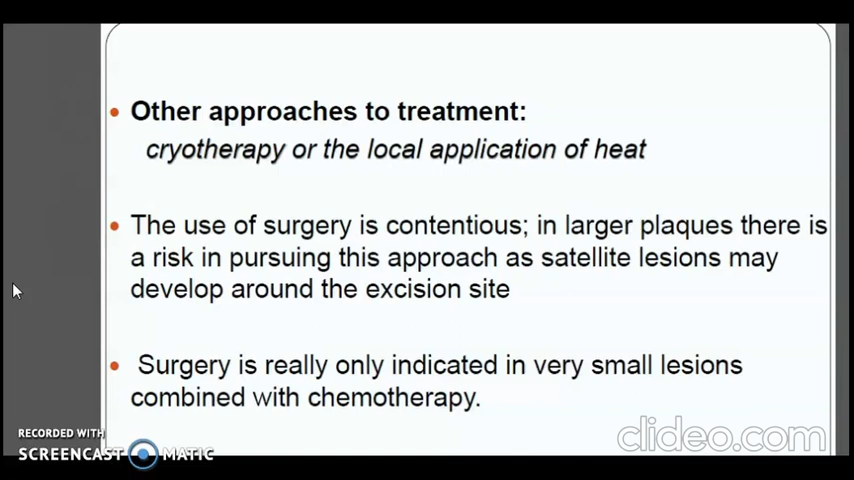 Other approaches to treatment:
cryotherapy or the local application of heat
The use of surgery is contentious; in larger plaques there is
a risk in pursuing this approach as satellite lesions may
develop around the excision site
Surgery is really only indicated in very small lesions
combined with chemotherapy.
clideo.com
RECORDED WITH
SCREENCAST MATIC